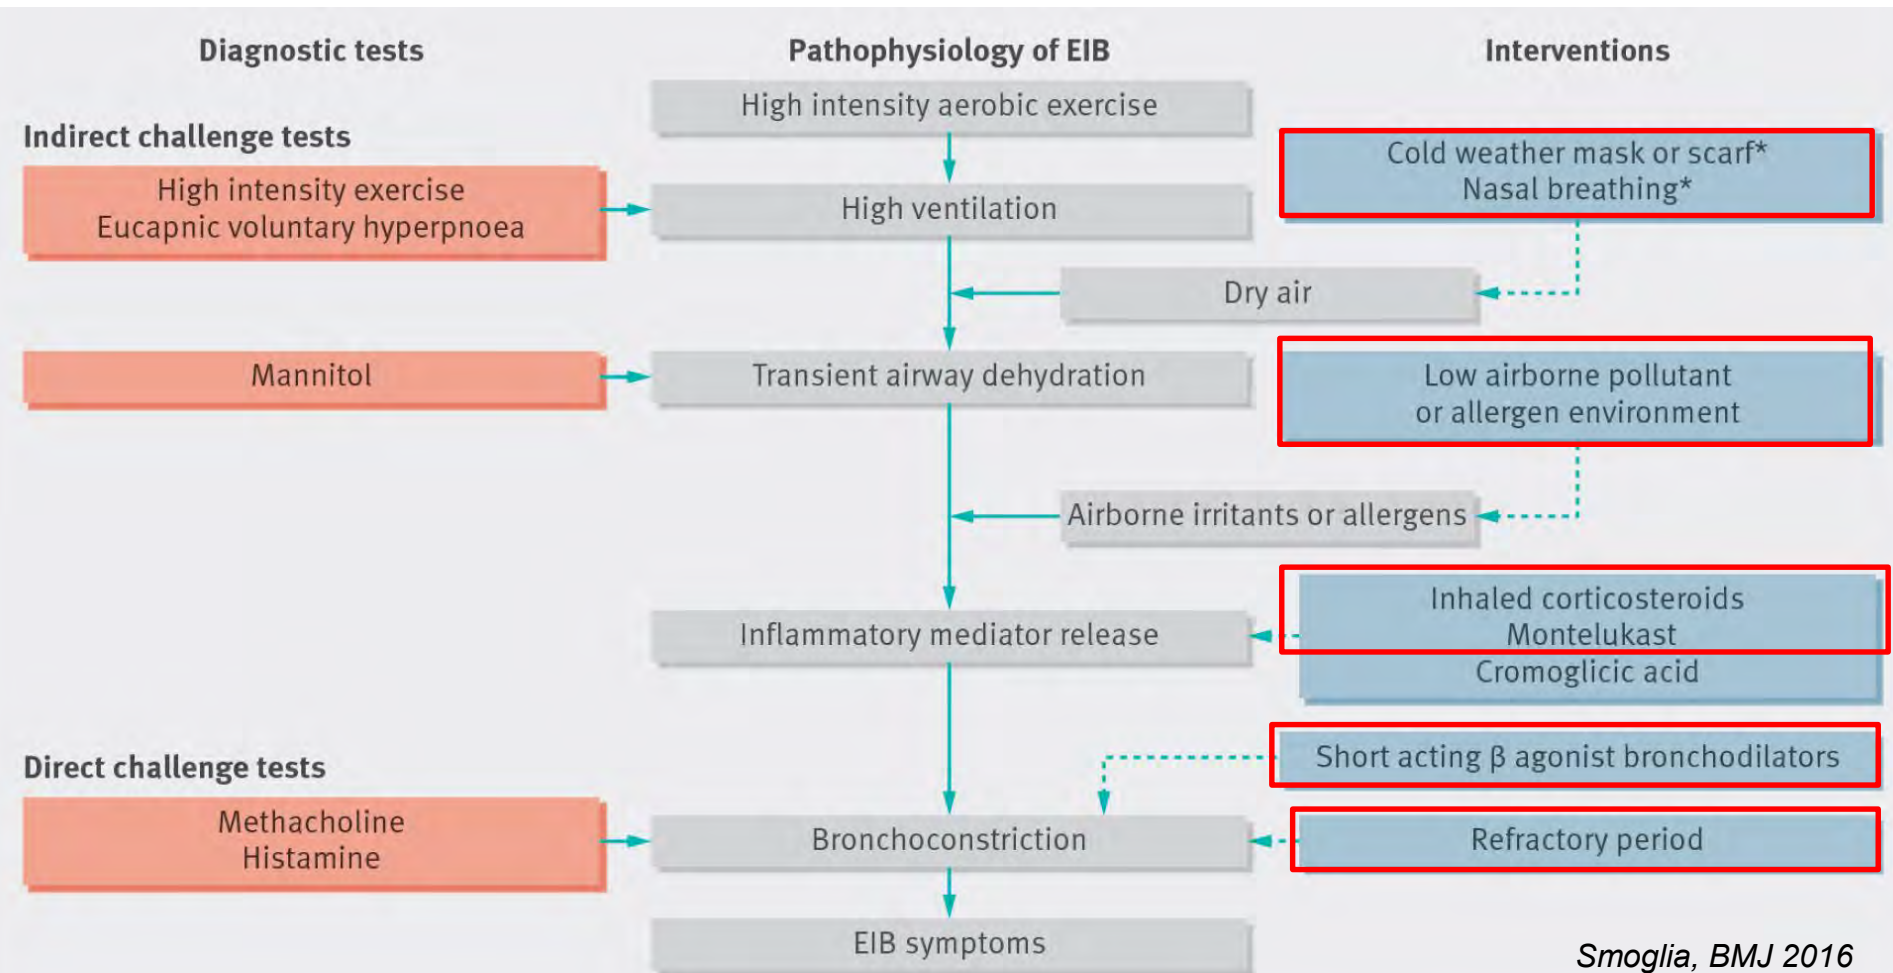 Diagnostic tests
Pathophysiology of EIB
Interventions
High intensity aerobic exercise
Indirect challenge tests
High intensity exercise
Eucapnic voluntary hyperpnoea
High ventilation
Cold weather mask or scarf*
Nasal breathing*
Dry air
Mannitol
Transient airway dehydration
Low airborne pollutant
or allergen environment
Airborne irritants or allergens
Inflammatory mediator release
Inhaled corticosteroids
Montelukast
Cromoglicic acid
Short acting β agonist bronchodilators
Direct challenge tests
Methacholine
Histamine
Bronchoconstriction
Refractory period
EIB symptoms
Smoglia, BMJ 2016